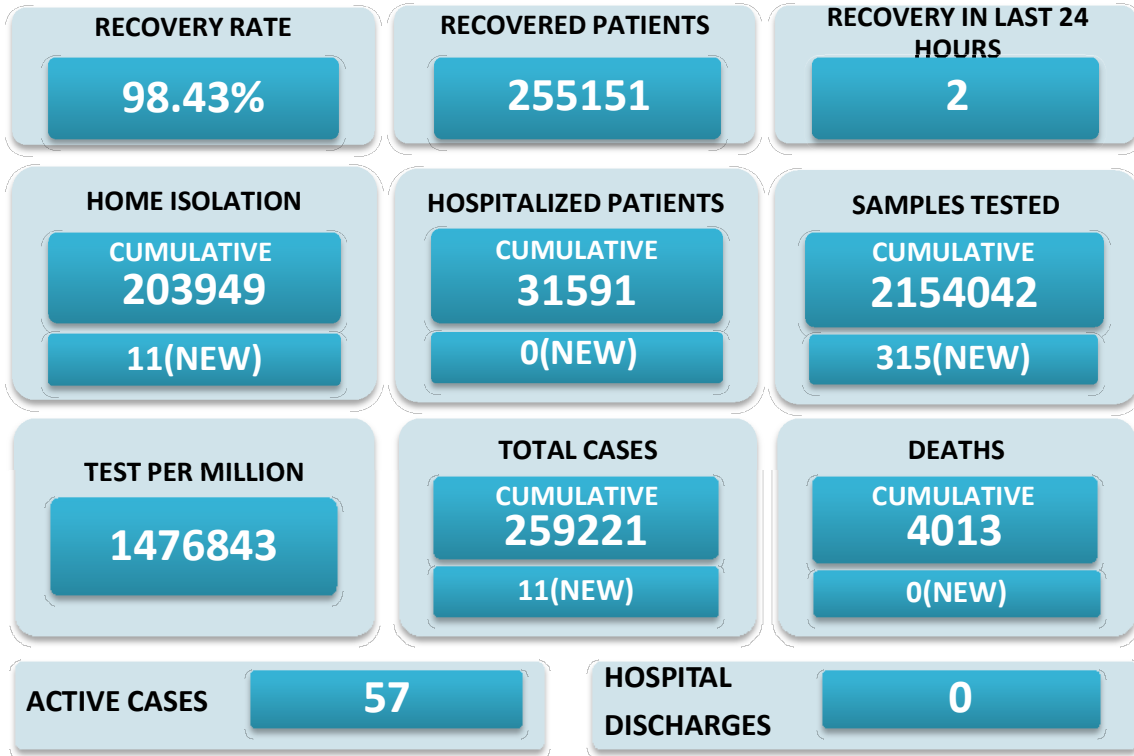 RECOVERY RATE
98.43%
RECOVERED PATIENTS
255151
RECOVERY IN LAST 24
HOURS
2
HOME ISOLATION
CUMULATIVE
203949
11(NEW)
HOSPITALIZED PATIENTS
CUMULATIVE
31591
0(NEW)
SAMPLES TESTED
CUMULATIVE
2154042
315(NEW)
TEST PER MILLION
1476843
TOTAL CASES
CUMULATIVE
259221
11(NEW)
DEATHS
CUMULATIVE
4013
0(NEW)
ACTIVE CASES
57
HOSPITAL
DISCHARGES
0